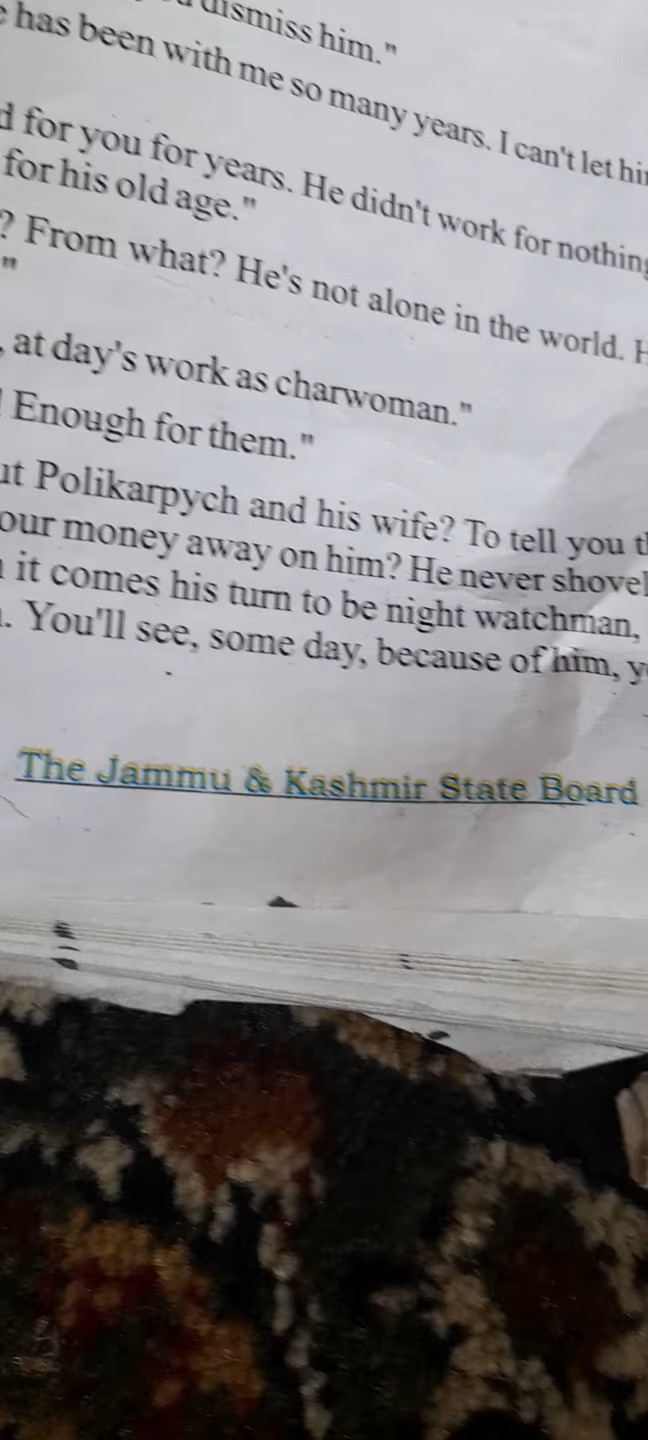 dismiss him."
has been with me so many years. I can't let
for you for years. He didn't work for
for his old age."
? From what? He's not alone in the world.
"
, at day's work as charwoman."
Enough for them."
Polikarpych and his wife? To tell you
our money away on him? He never
it comes his turn to be night watchman,
. You'll see, some day, because of him,
The Jammu & Kashmir State Board